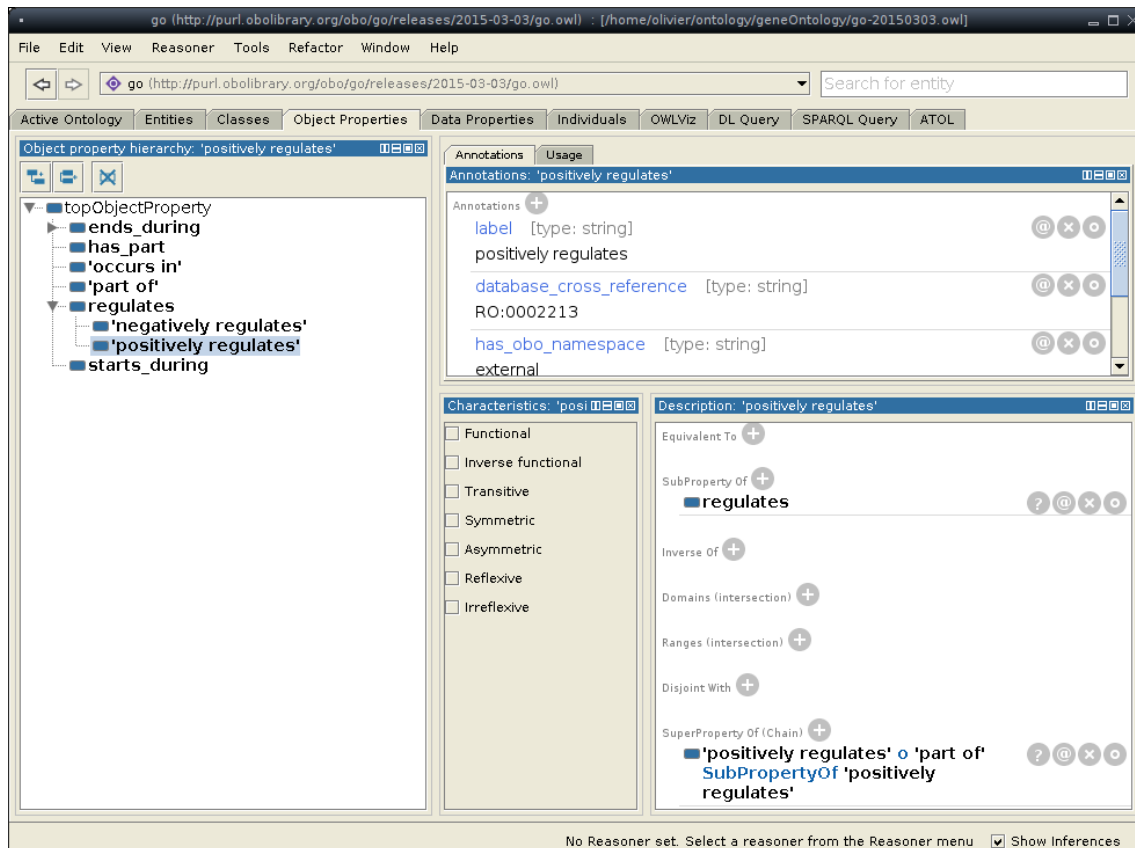 go (http://purl.obolibrary.org/obo/go/releases/2015-03-03/go.owl) : [/home/olivier/ontology/geneOntology/go-20150303.owl]
File Edit View Reasoner Tools Refactor Window Help
go (http://purl.obolibrary.org/obo/go/releases/2015-03-03/go.owl)
Search for entity
Active Ontology Entities Classes Object Properties Data Properties Individuals OWLViz DL Query SPARQL Query ATOL
Object property hierarchy: 'positively regulates'
topObjectProperty
ends_during
has_part
'occurs in'
'part of'
regulates
'negatively regulates'
'positively regulates'
starts_during
Annotations Usage
Annotations: 'positively regulates'
Annotations
label [type: string]
positively regulates
database_cross_reference [type: string]
RO:0002213
has_obo_namespace [type: string]
external
Characteristics: 'posi
Functional
Inverse functional
Transitive
Symmetric
Asymmetric
Reflexive
Irreflexive
Description: 'positively regulates'
Equivalent To
SubProperty Of
regulates
Inverse Of
Domains (intersection)
Ranges (intersection)
Disjoint With
SuperProperty Of (Chain)
'positively regulates' o 'part of'
SubPropertyOf 'positively
regulates'
No Reasoner set. Select a reasoner from the Reasoner menu
Show Inferences